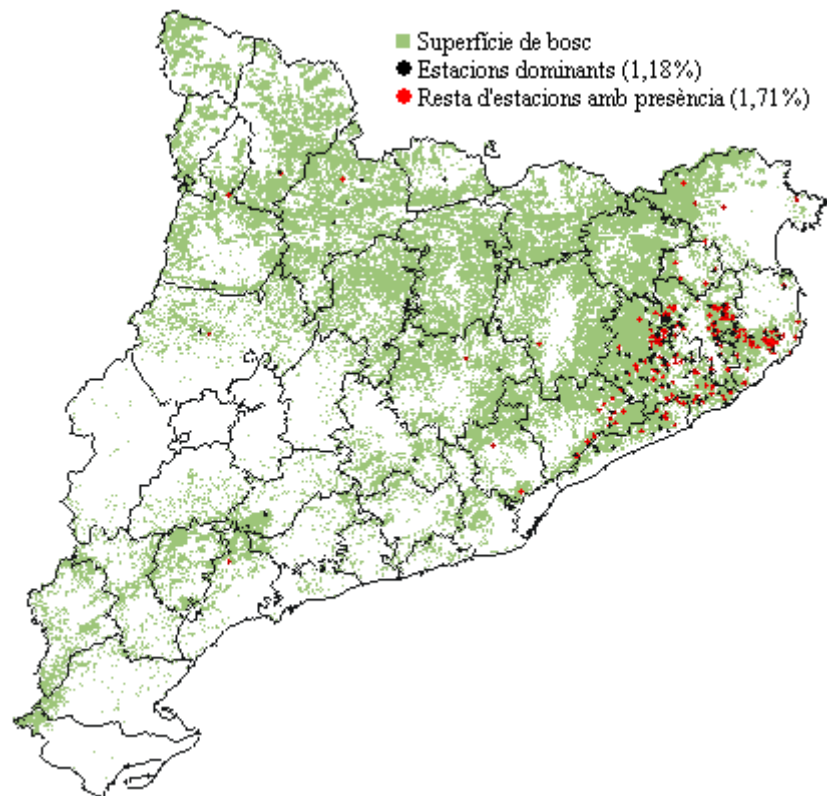 Superfície de bosc
Estacions dominants (1,18%)
Resta d'estacions amb presència (1,71%)